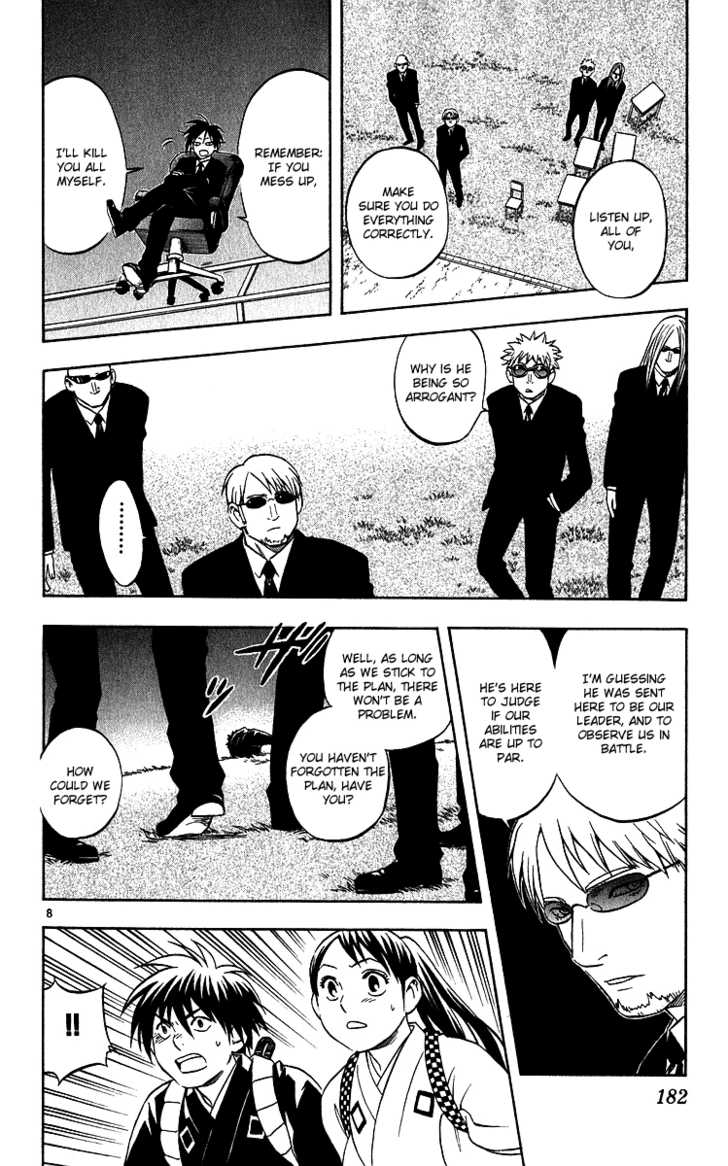 LISTEN UP,
ALL OF
YOU,
MAKE
SURE YOU DO
EVERYTHING
CORRECTLY.
REMEMBER:
IF YOU
MESS UP,
I'LL KILL
YOU ALL
MYSELF.
WHY IS HE
BEING SO
ARROGANT?
........
I'M GUESSING
HE WAS SENT
HERE TO BE OUR
LEADER, AND TO
OBSERVE US IN
BATTLE.
HE'S HERE
TO JUDGE
IF OUR
ABILITIES
ARE UP TO
PAR.
WELL, AS LONG
AS WE STICK
TO THE PLAN, THERE
WON'T BE A
PROBLEM.
YOU HAVEN'T
FORGOTTEN THE
PLAN, HAVE
YOU?
HOW
COULD WE
FORGET?
8
!!
182